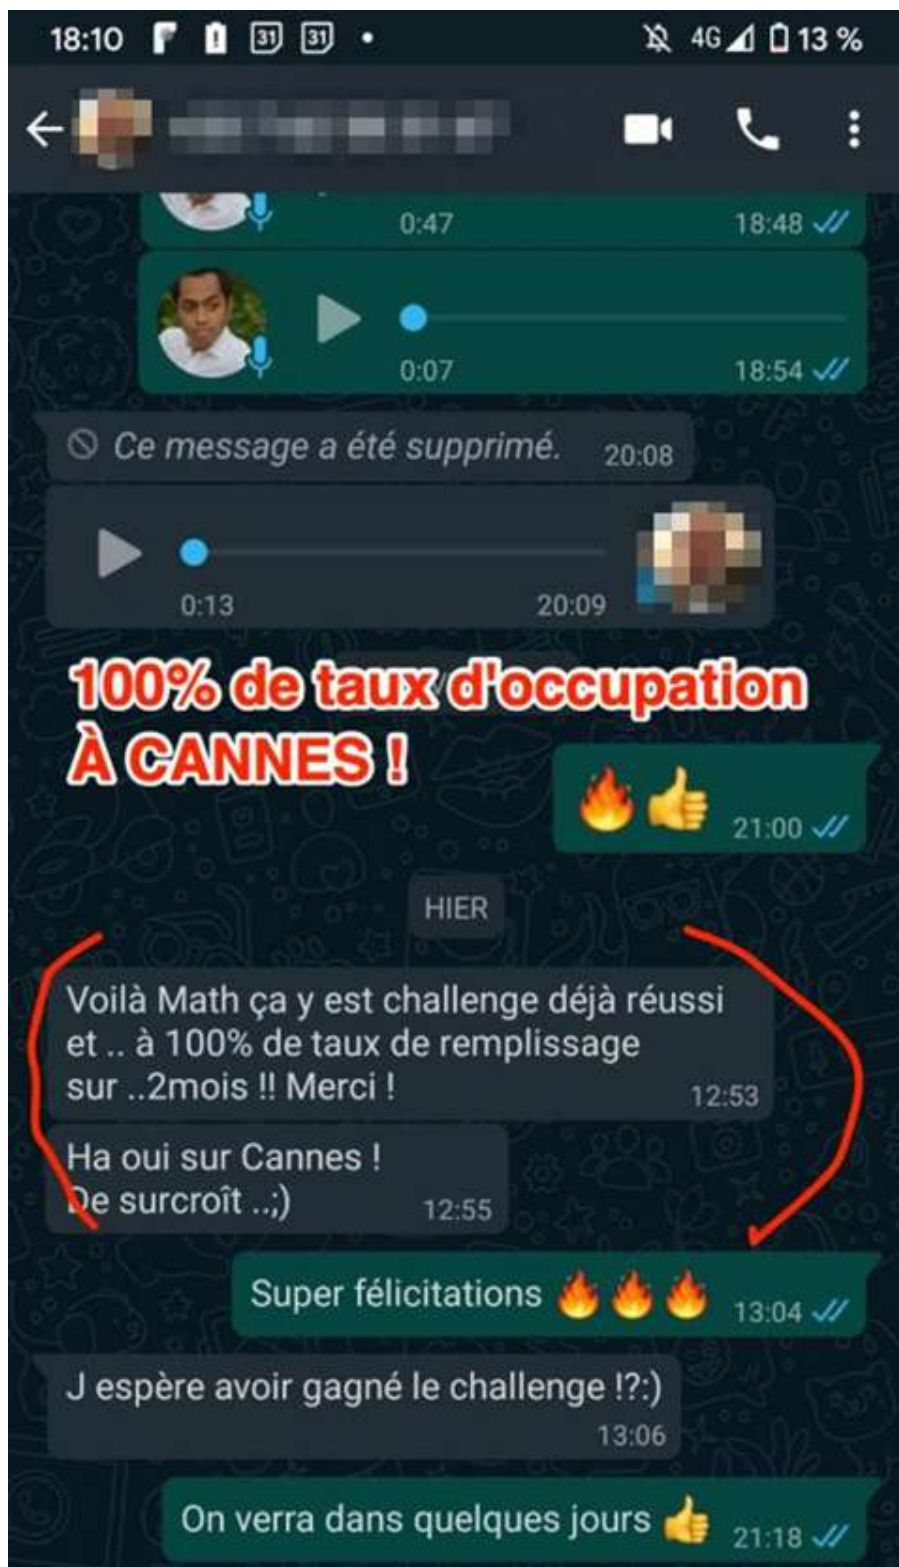 18:10 31 31 4G 13 %
0:47 18:48
0:07 18:54
Ce message a été supprimé. 20:08
0:13 20:09
100% de taux d'occupation
À CANNES !
21:00
HIER
Voilà Math ça y est challenge déjà réussi
et .. à 100% de taux de remplissage
sur ..2mois !! Merci !
12:53
Ha oui sur Cannes !
De surcroît ..;)
12:55
Super félicitations 🔥🔥🔥 13:04
J espère avoir gagné le challenge !?:)
13:06
On verra dans quelques jours 👍 21:18